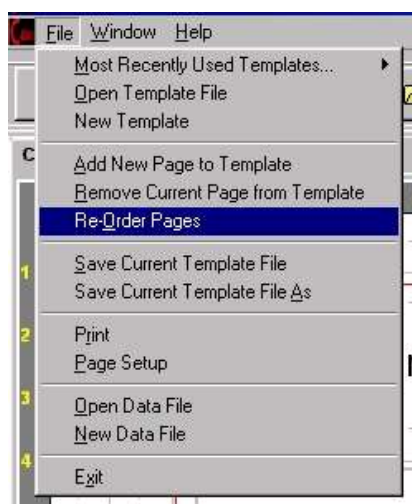 File Window Help
Most Recently Used Templates...
Open Template File
New Template
C
Add New Page to Template
Remove Current Page from Template
Re-Order Pages
1
Save Current Template File
Save Current Template File As
2
Print
Page Setup
3
Open Data File
New Data File
4
Exit